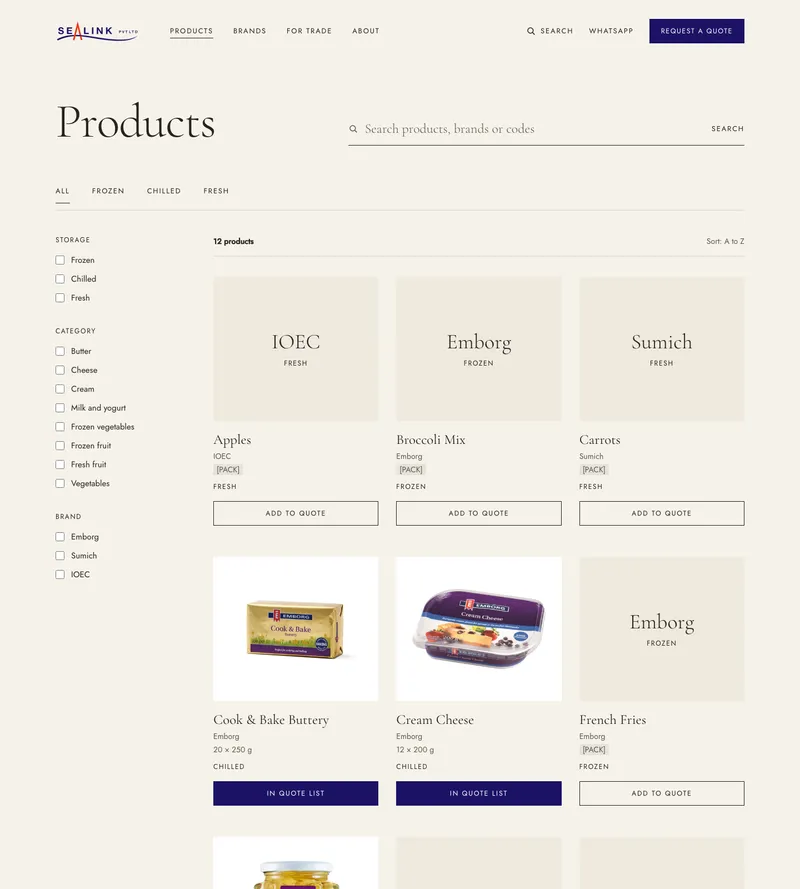 SEALINK PVT LTD
PRODUCTS BRANDS FOR TRADE ABOUT
SEARCH WHATSAPP REQUEST A QUOTE
Products
Search products, brands or codes SEARCH
ALL FROZEN CHILLED FRESH
STORAGE
Frozen
Chilled
Fresh
CATEGORY
Butter
Cheese
Cream
Milk and yogurt
Frozen vegetables
Frozen fruit
Fresh fruit
Vegetables
BRAND
Emborg
Sumich
IOEC
12 products Sort: A to Z
IOEC
FRESH
Apples
IOEC
[PACK]
FRESH
ADD TO QUOTE
Emborg
FROZEN
Broccoli Mix
Emborg
[PACK]
FROZEN
ADD TO QUOTE
Sumich
FRESH
Carrots
Sumich
[PACK]
FRESH
ADD TO QUOTE
EMBORG
Cook & Bake
Buttery
Cook & Bake Buttery
Emborg
20 × 250 g
CHILLED
IN QUOTE LIST
EMBORG
Cream Cheese
EMBORG
Cream Cheese
Emborg
12 × 200 g
CHILLED
IN QUOTE LIST
Emborg
FROZEN
French Fries
Emborg
[PACK]
FROZEN
ADD TO QUOTE